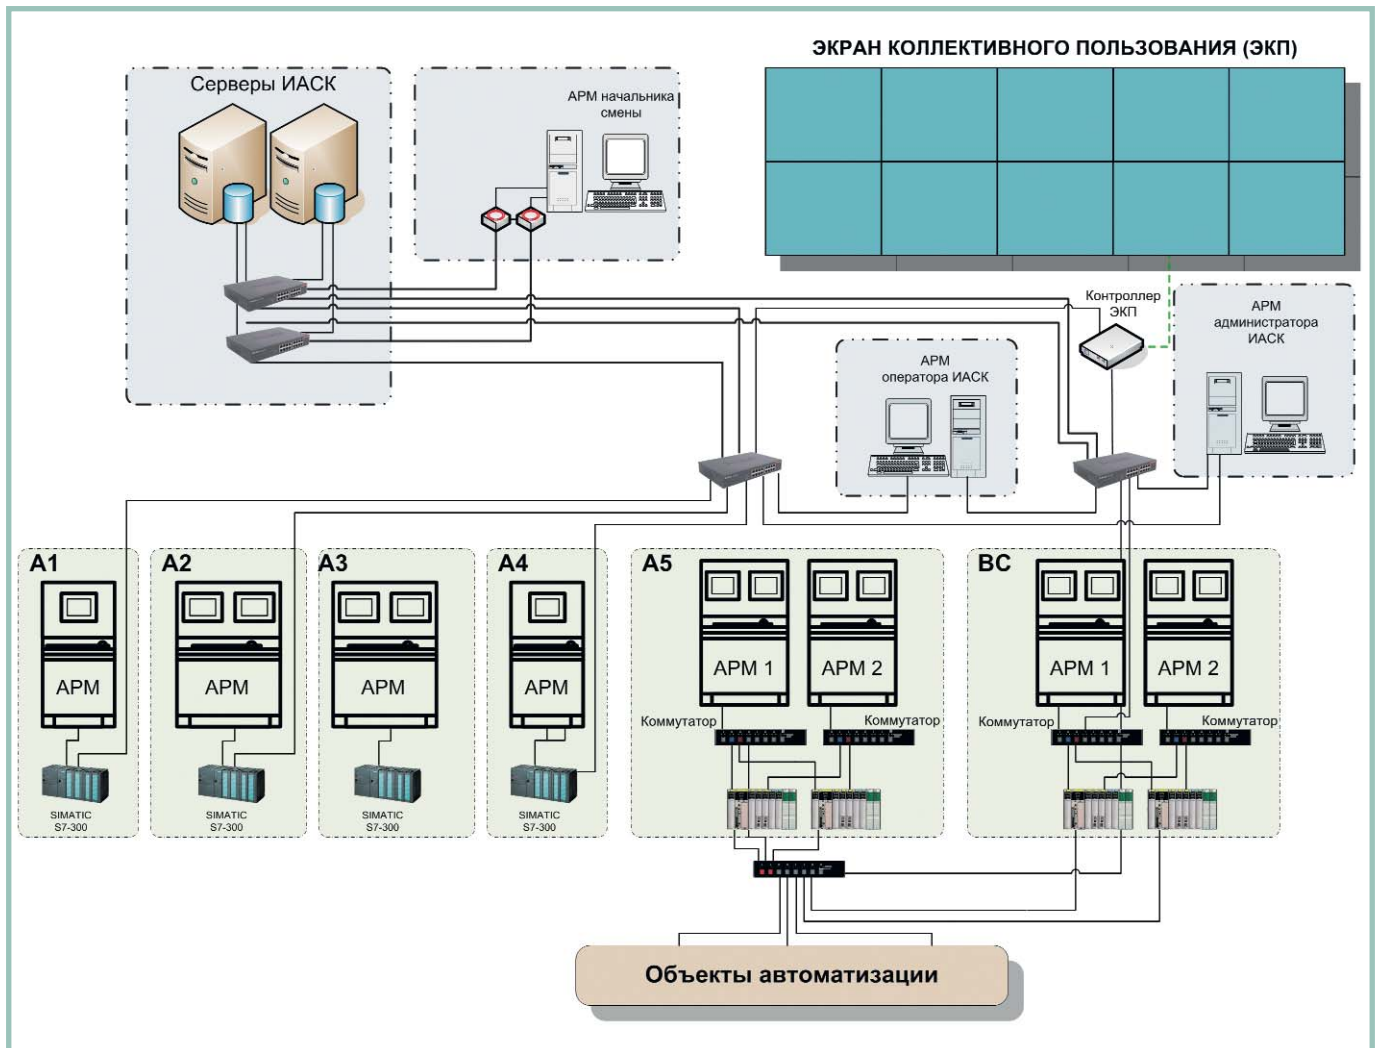 ЭКРАН КОЛЛЕКТИВНОГО ПОЛЬЗОВАНИЯ (ЭКП)
Серверы ИАСК
АРМ начальника
смены
Контроллер
ЭКП
АРМ
администратора
ИАСК
АРМ
оператора ИАСК
А1
А2
А3
А4
А5
ВС
АРМ
АРМ
АРМ
АРМ
АРМ 1
АРМ 2
АРМ 1
АРМ 2
Коммутатор
Коммутатор
Коммутатор
Коммутатор
SIMATIC
S7-300
SIMATIC
S7-300
SIMATIC
S7-300
SIMATIC
S7-300
Объекты автоматизации